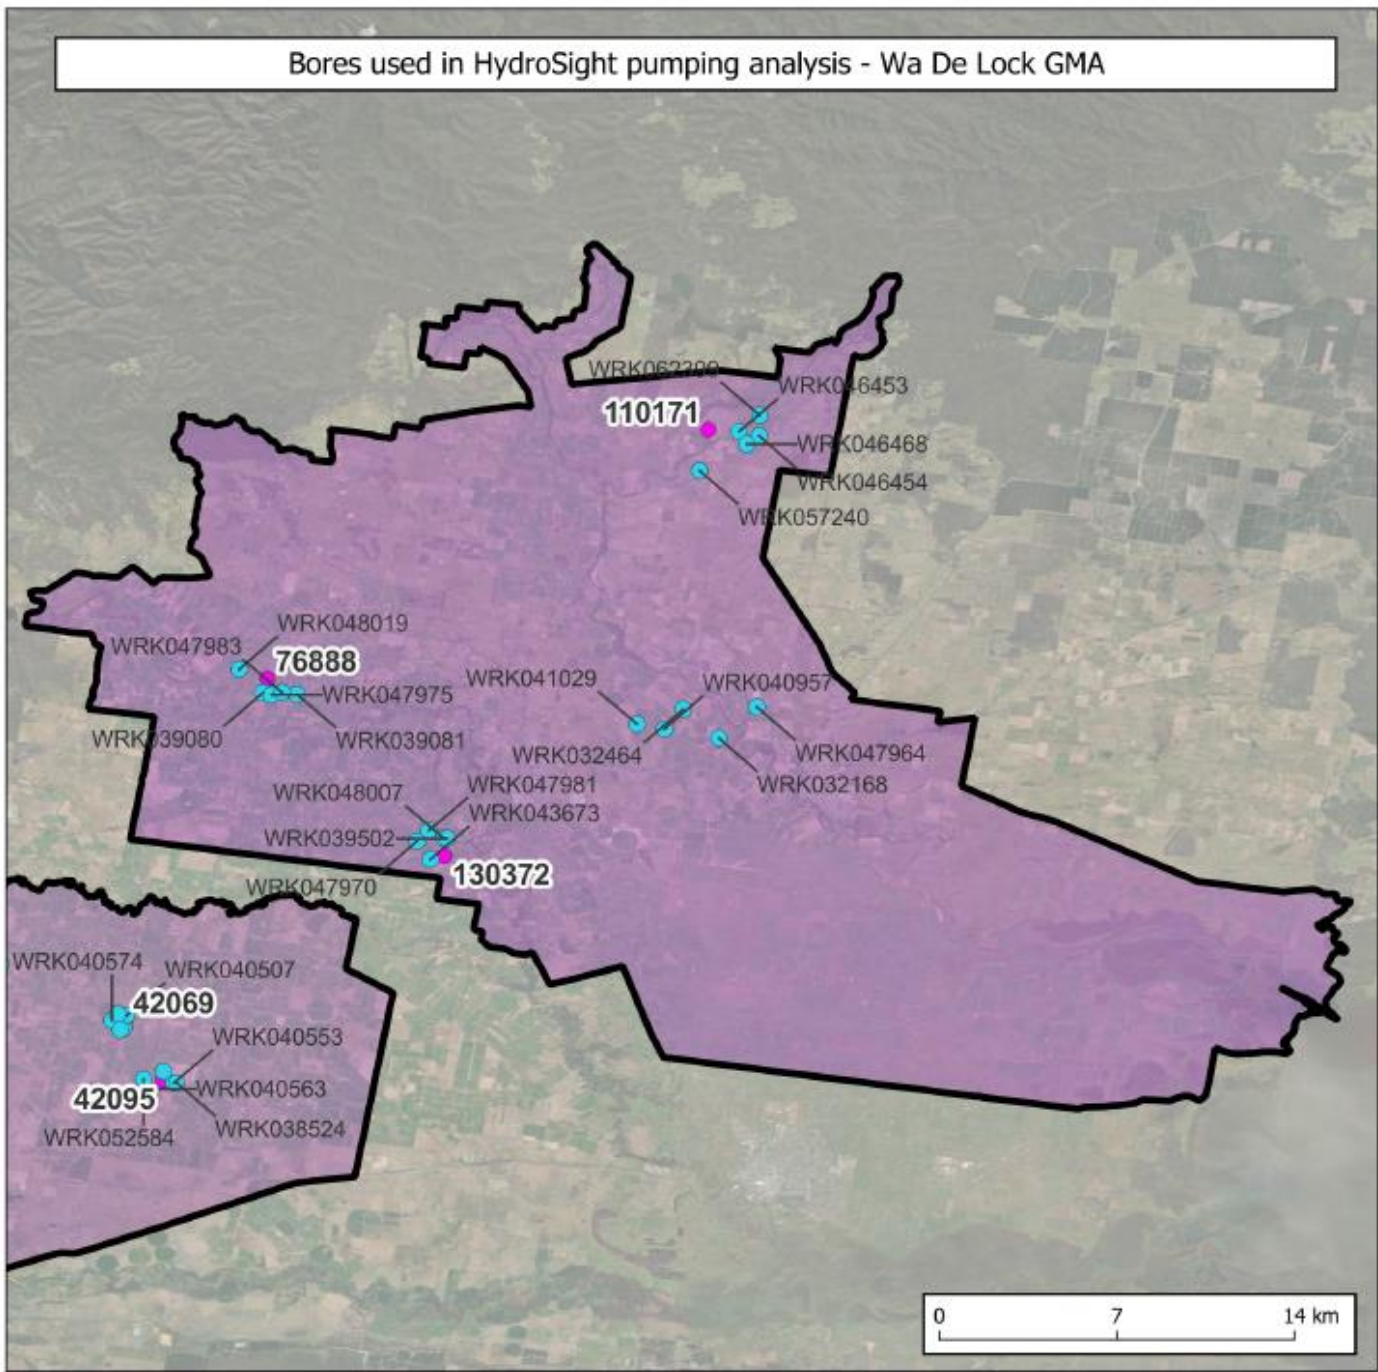 Bores used in HydroSight pumping analysis - Wa De Lock GMA
WRK062399
WRK046453
110171
WRK046468
WRK046454
WRK057240
WRK048019
WRK047983
76888
WRK047975
WRK039080
WRK039081
WRK041029
WRK040957
WRK032464
WRK047964
WRK032168
WRK047981
WRK048007
WRK043673
WRK039502
130372
WRK047970
WRK040574
WRK040507
42069
WRK040553
WRK040563
42095
WRK038524
WRK052584
0 7 14 km